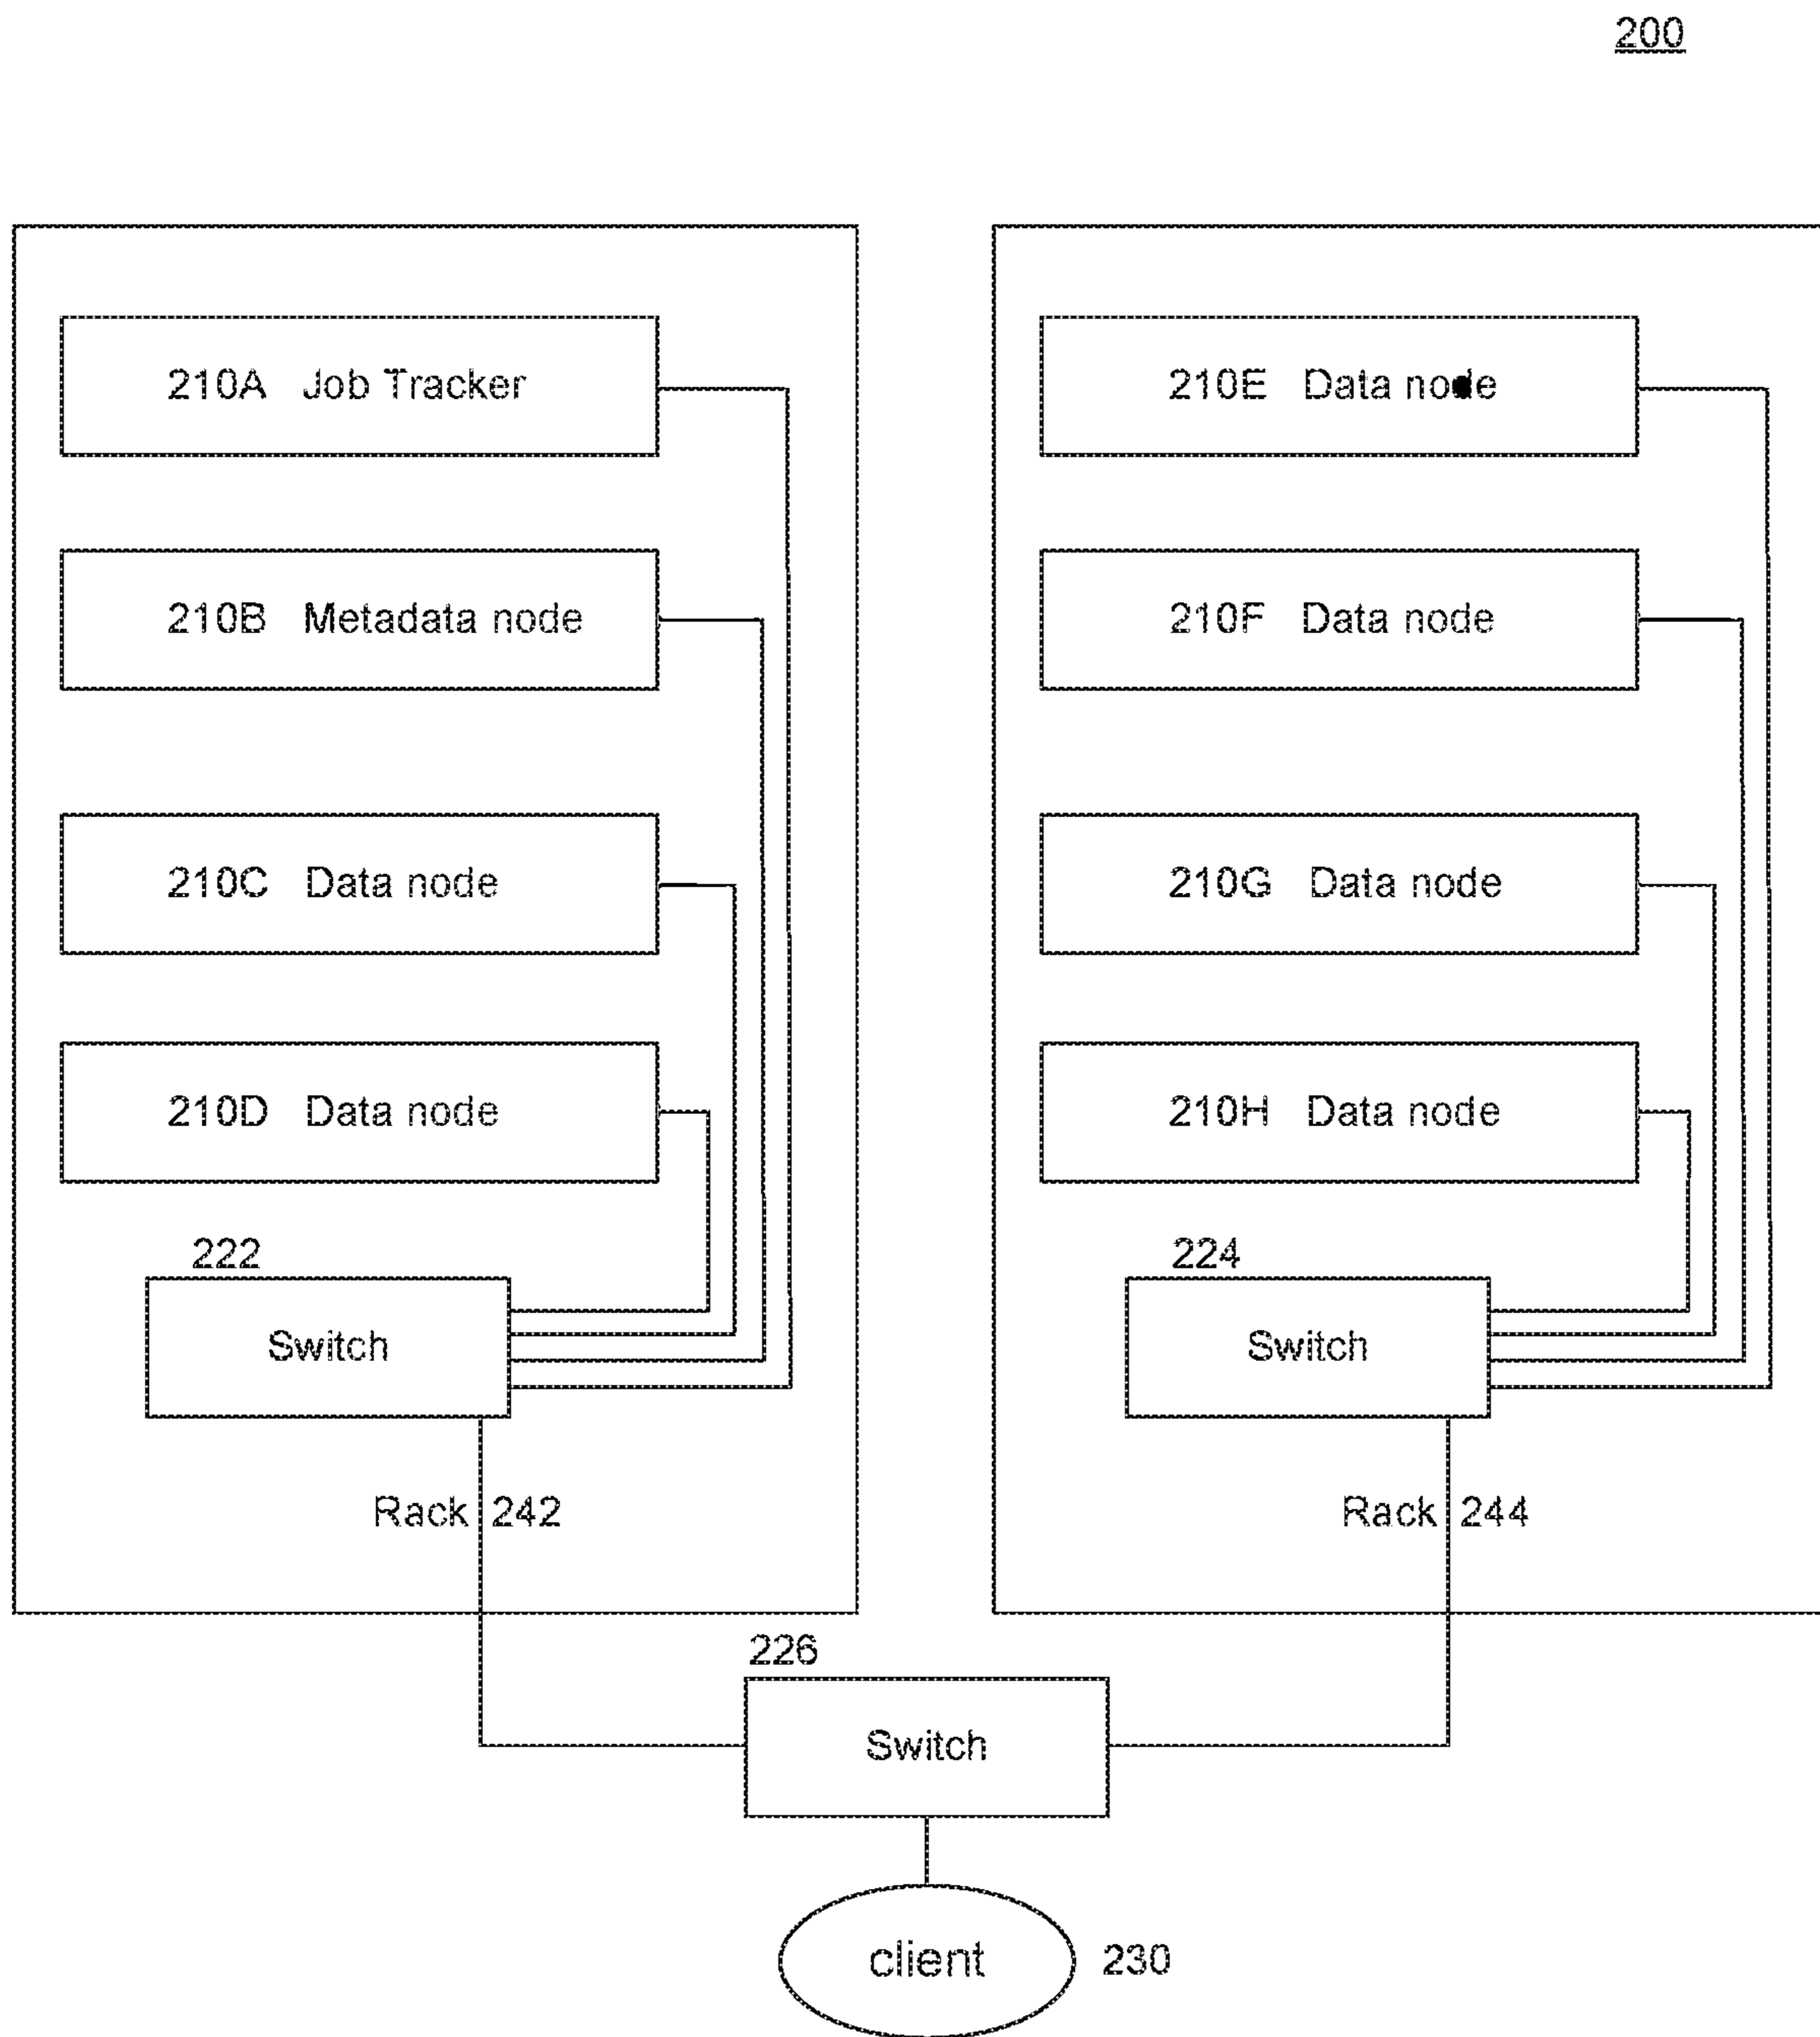 200
210A Job Tracker
210B Metadata node
210C Data node
210D Data node
222
Switch
Rack 242
210E Data node
210F Data node
210G Data node
210H Data node
224
Switch
Rack 244
226
Switch
client
230